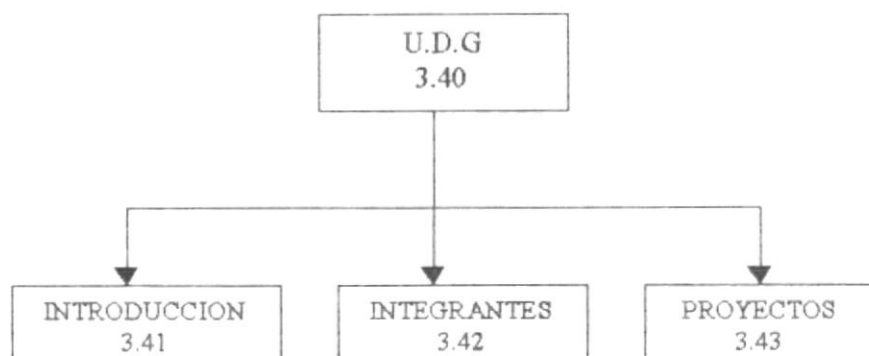 U.D.G
3.40
INTRODUCCION
3.41
INTEGRANTES
3.42
PROYECTOS
3.43